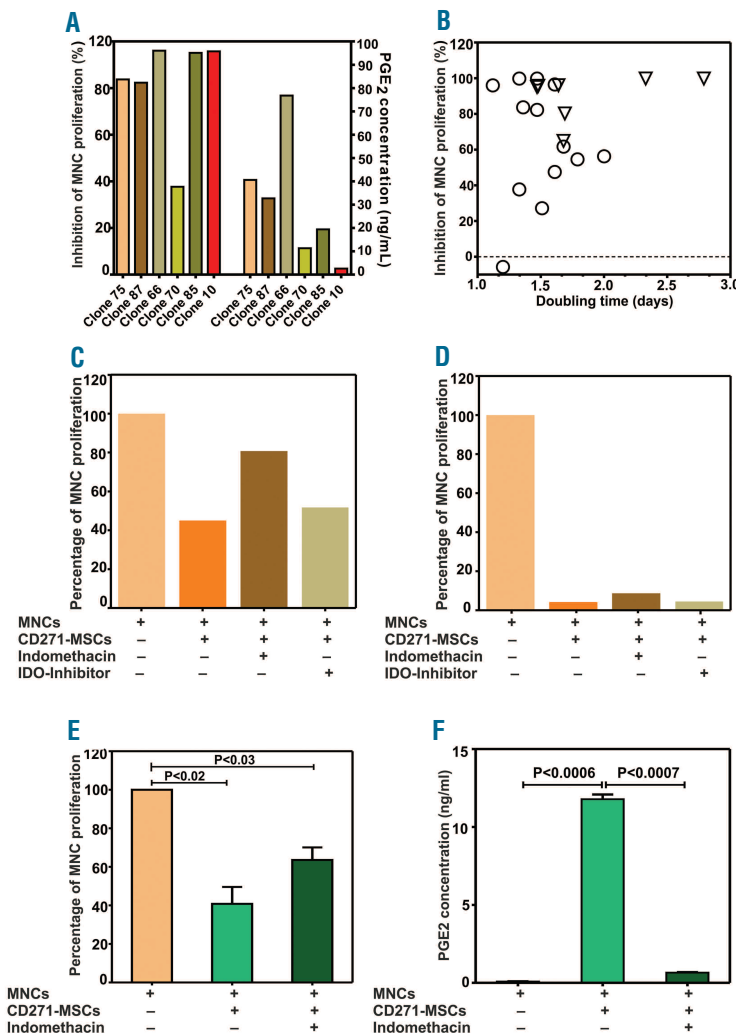 A
Inhibition of MNC proliferation (%)
120
100
80
60
40
20
0
PGE2 concentration (ng/mL)
100
90
80
70
60
50
40
30
20
10
0
Clone 75
Clone 87
Clone 66
Clone 70
Clone 85
Clone 10
Clone 75
Clone 87
Clone 66
Clone 70
Clone 85
Clone 10
B
Inhibition of MNC proliferation (%)
120
100
80
60
40
220
0
1.0 1.5 2.0 2.5 3.0
Doubling time (days)
C
Percentage of MNC proliferation
120
100
80
60
40
20
0
MNCs + + + +
CD271-MSCs – + + +
Indomethacin – – + –
IDO-Inhibitor – – – +
D
Percentage of MNC proliferation
120
100
80
60
40
20
0
MNCs + + + +
CD271-MSCs – + + +
Indomethacin – – + –
IDO-Inhibitor – – – +
E
Percentage of MNC proliferation
120
100
80
60
40
20
0
P<0.03
P<0.02
MNCs + + +
CD271-MSCs – + +
Indomethacin – – +
F
PGE2 concentration (ng/ml)
15
10
5
0
P<0.0006 P<0.0007
MNCs + + +
CD271-MSCs – + +
Indomethacin – – +